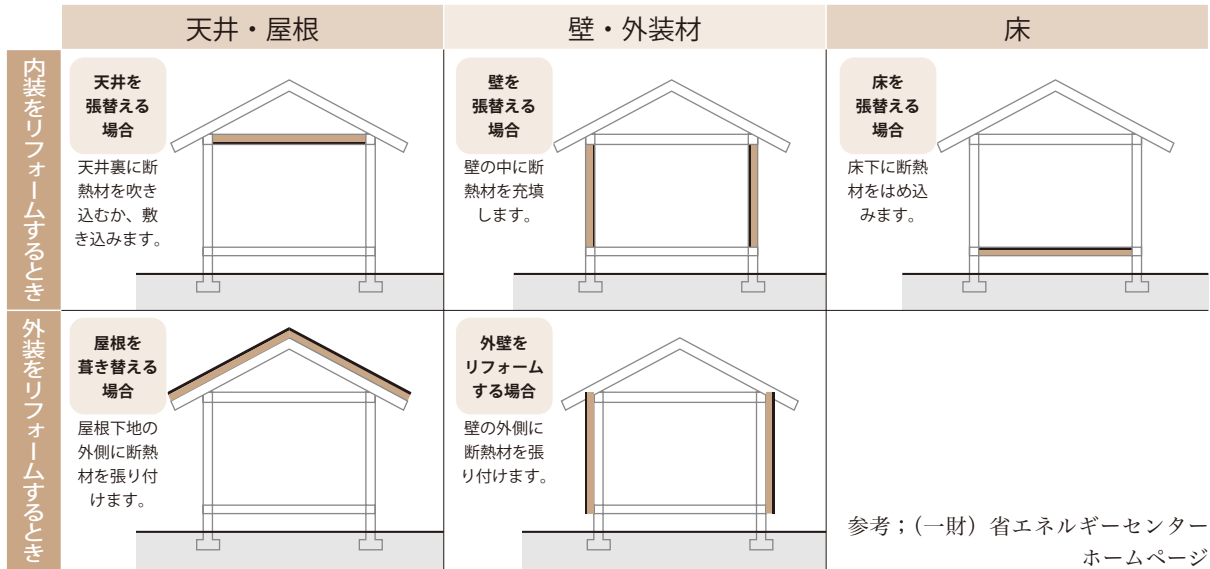 天井・屋根
壁・外装材
床
内装をリフォームするとき
天井を
張替える
場合
天井裏に断
熱材を吹き
込むか、敷
き込みます。
壁を
張替える
場合
壁の中に断
熱材を充填
します。
床を
張替える
場合
床下に断熱
材をはめ込
みます。
外装をリフォームするとき
屋根を
葺き替える
場合
屋根下地の
外側に断熱
材を張り付
けます。
外壁を
リフォーム
する場合
壁の外側に
断熱材を張
り付けます。
参考；(一財) 省エネルギーセンター
ホームページ